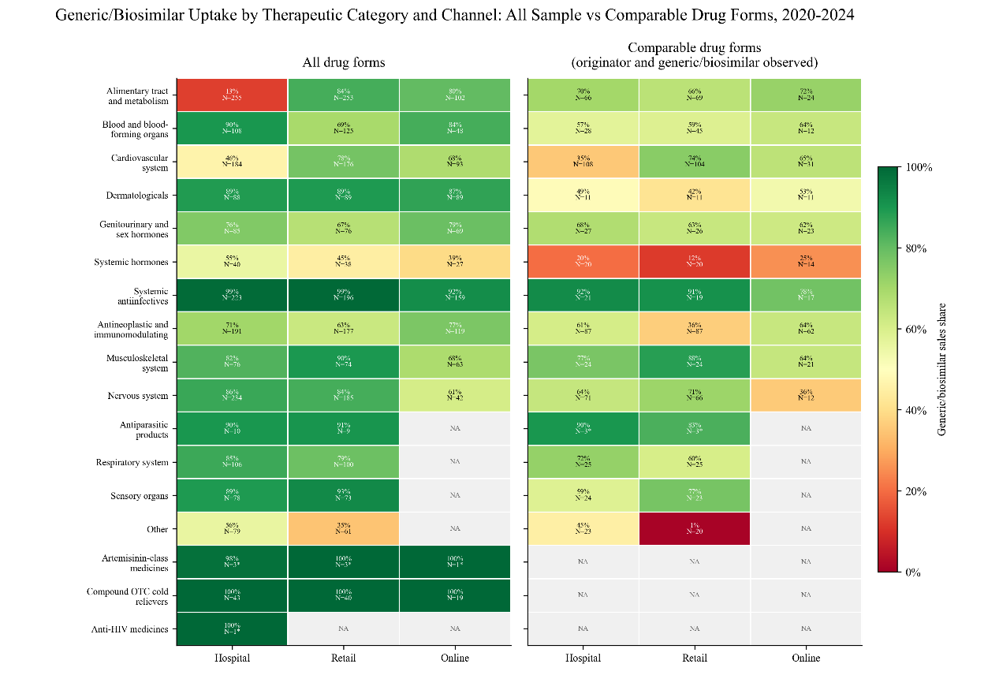 Generic/Biosimilar Uptake by Therapeutic Category and Channel: All Sample vs Comparable Drug Forms, 2020-2024
All drug forms
Comparable drug forms
(originator and generic/biosimilar observed)
Alimentary tract
and metabolism
13% 84% 80% 70% 66% 72%
N=255 N=253 N=102 N=66 N=69 N=24
Blood and blood-
forming organs
90% 69% 84% 57% 59% 64%
N=108 N=125 N=48 N=28 N=45 N=12
Cardiovascular
system
46% 78% 68% 35% 74% 65%
N=184 N=176 N=93 N=108 N=104 N=31
Dermatologicals
89% 89% 87% 49% 42% 53%
N=88 N=89 N=89 N=11 N=11 N=11
Genitourinary and
sex hormones
76% 67% 79% 68% 63% 62%
N=85 N=76 N=69 N=27 N=26 N=23
Systemic hormones
55% 45% 39% 20% 12% 25%
N=40 N=38 N=27 N=20 N=20 N=14
Systemic
antiinfectives
99% 99% 92% 92% 91% 78%
N=223 N=196 N=159 N=21 N=19 N=17
Antineoplastic and
immunomodulating
71% 63% 77% 61% 36% 64%
N=191 N=177 N=119 N=87 N=87 N=62
Musculoskeletal
system
82% 90% 68% 77% 88% 64%
N=76 N=74 N=63 N=24 N=24 N=21
Nervous system
86% 84% 61% 64% 71% 36%
N=234 N=185 N=42 N=71 N=66 N=12
Antiparasitic
products
90% 91% NA 90% 83% NA
N=10 N=9 N=3* N=3*
Respiratory system
85% 79% NA 72% 60% NA
N=106 N=100 N=25 N=25
Sensory organs
89% 93% NA 59% 77% NA
N=78 N=73 N=24 N=23
Other
56% 35% NA 45% 1% NA
N=79 N=61 N=23 N=20
Artemisinin-class
medicines
98% 100% 100% NA NA NA
N=3* N=3* N=1*
Compound OTC cold
relievers
100% 100% 100% NA NA NA
N=43 N=40 N=19
Anti-HIV medicines
100% NA NA NA NA NA
N=1*
Hospital Retail Online Hospital Retail Online
100%
80%
60%
40%
20%
0%
Generic/biosimilar sales share